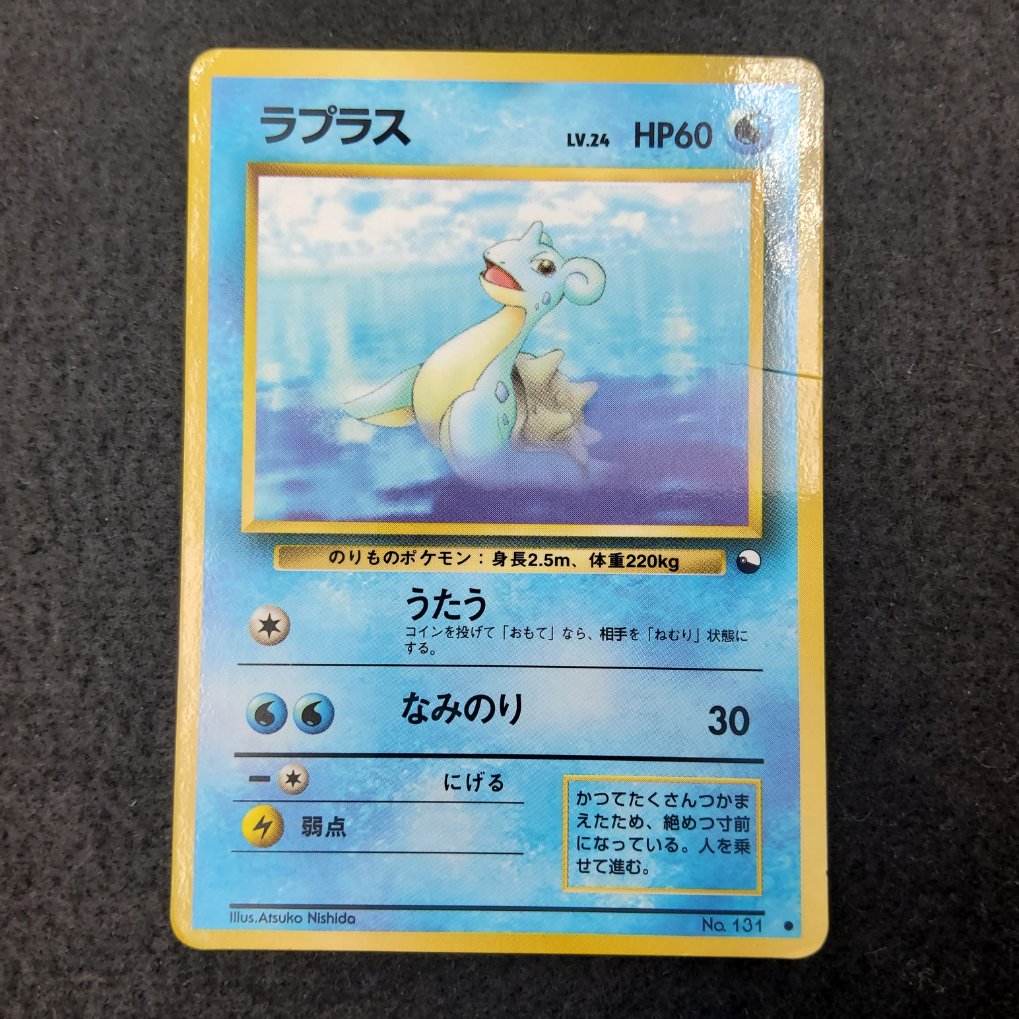 ラプラス LV.24 HP60
のりものポケモン：身長2.5m、体重220kg
うたう
コインを投げて「おもて」なら、相手を「ねむり」状態に
する。
なみのり 30
にげる
弱点
かつてたくさんつかま
えたため、絶めつ寸前
になっている。人を乗
せて進む。
Illus.Atsuko Nishida
No. 131